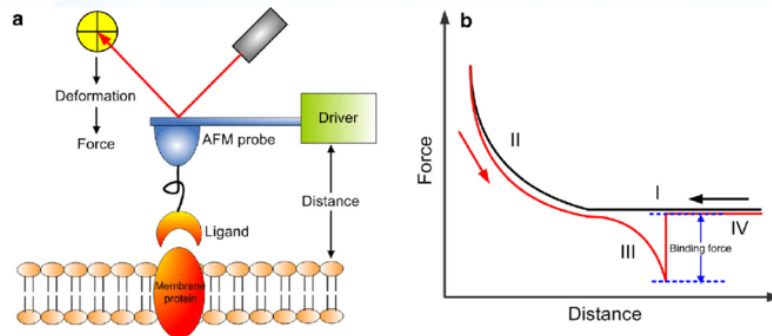 a
Deformation
Force
AFM probe
Driver
Distance
Ligand
Membrane
protein
b
Force
II
I
IV
III
Binding force
Distance